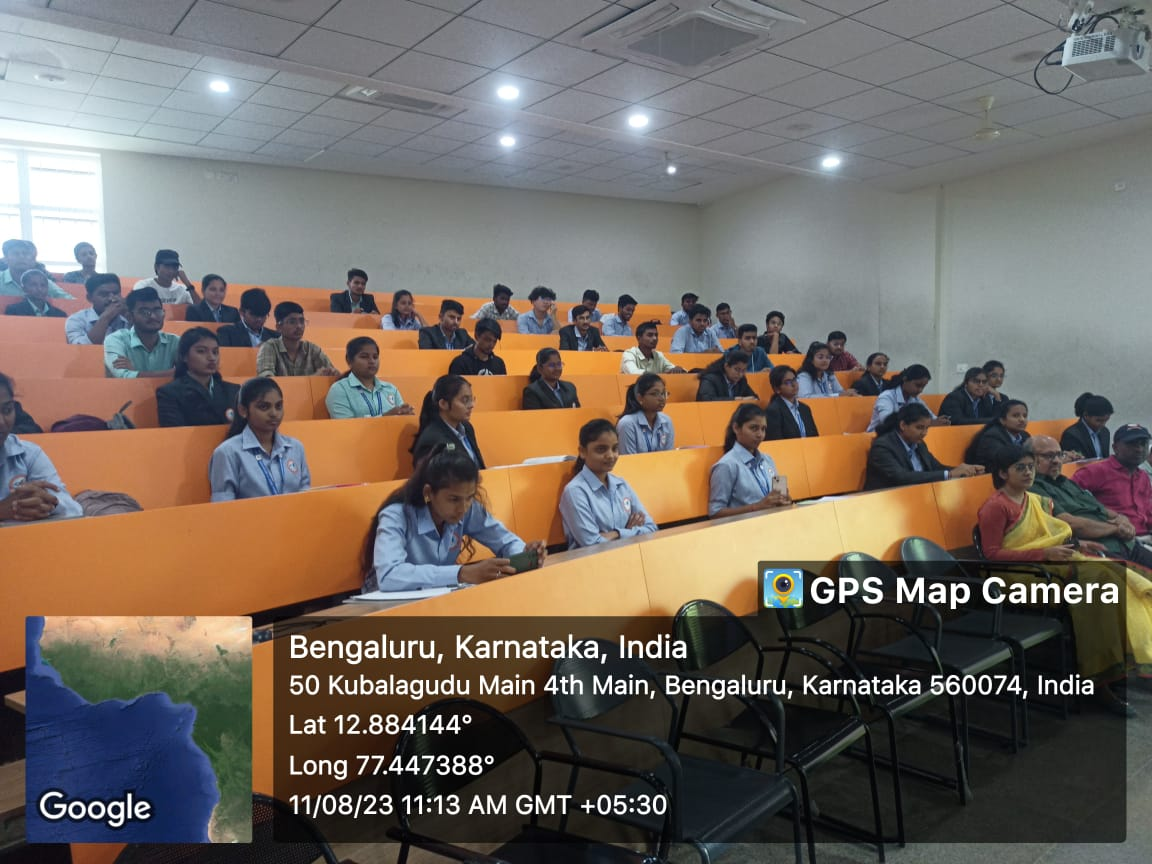 GPS Map Camera
Bengaluru, Karnataka, India
50 Kubalagudu Main 4th Main, Bengaluru, Karnataka 560074, India
Lat 12.884144°
Long 77.447388°
11/08/23 11:13 AM GMT +05:30
Google